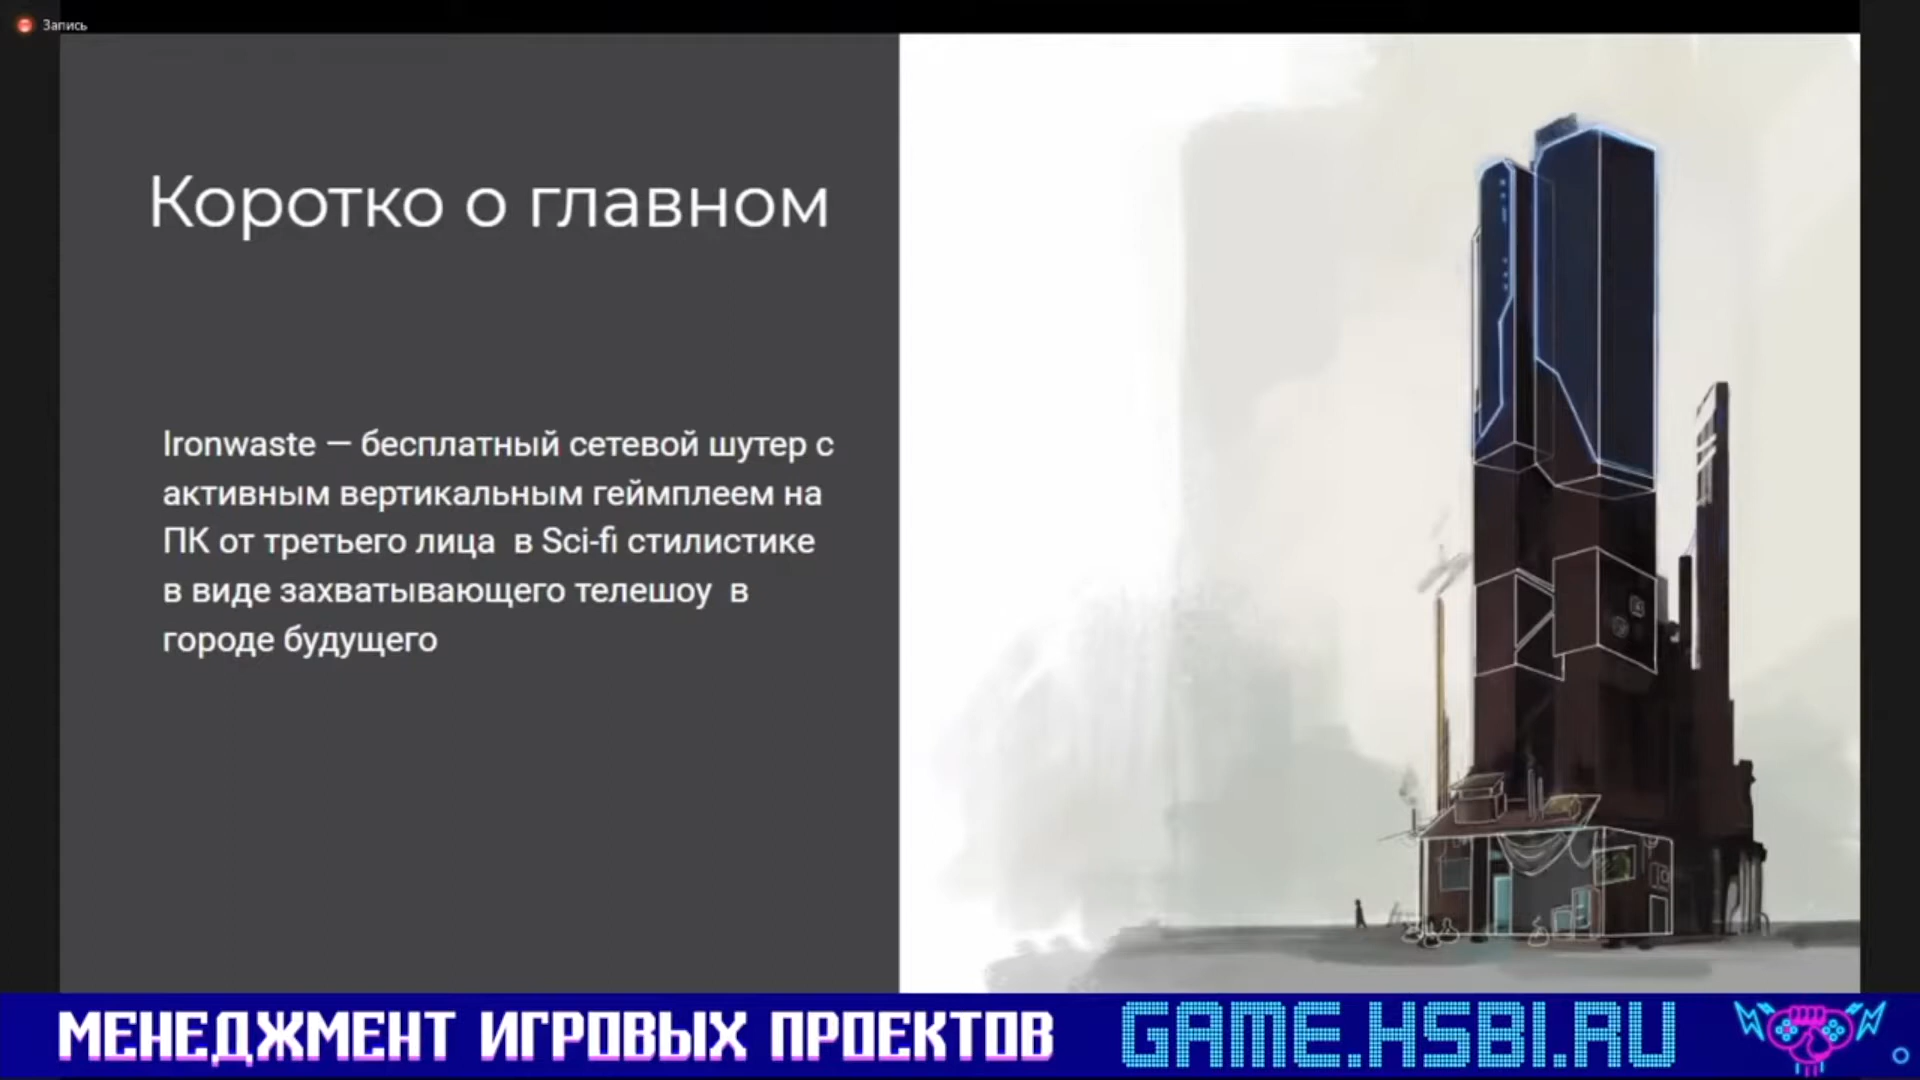 Запись
Коротко о главном
Ironwaste — бесплатный сетевой шутер с
активным вертикальным геймплеем на
ПК от третьего лица  в Sci-fi стилистике
в виде захватывающего телешоу  в
городе будущего
МЕНЕДЖМЕНТ ИГРОВЫХ ПРОЕКТОВ GAME.HSBI.RU